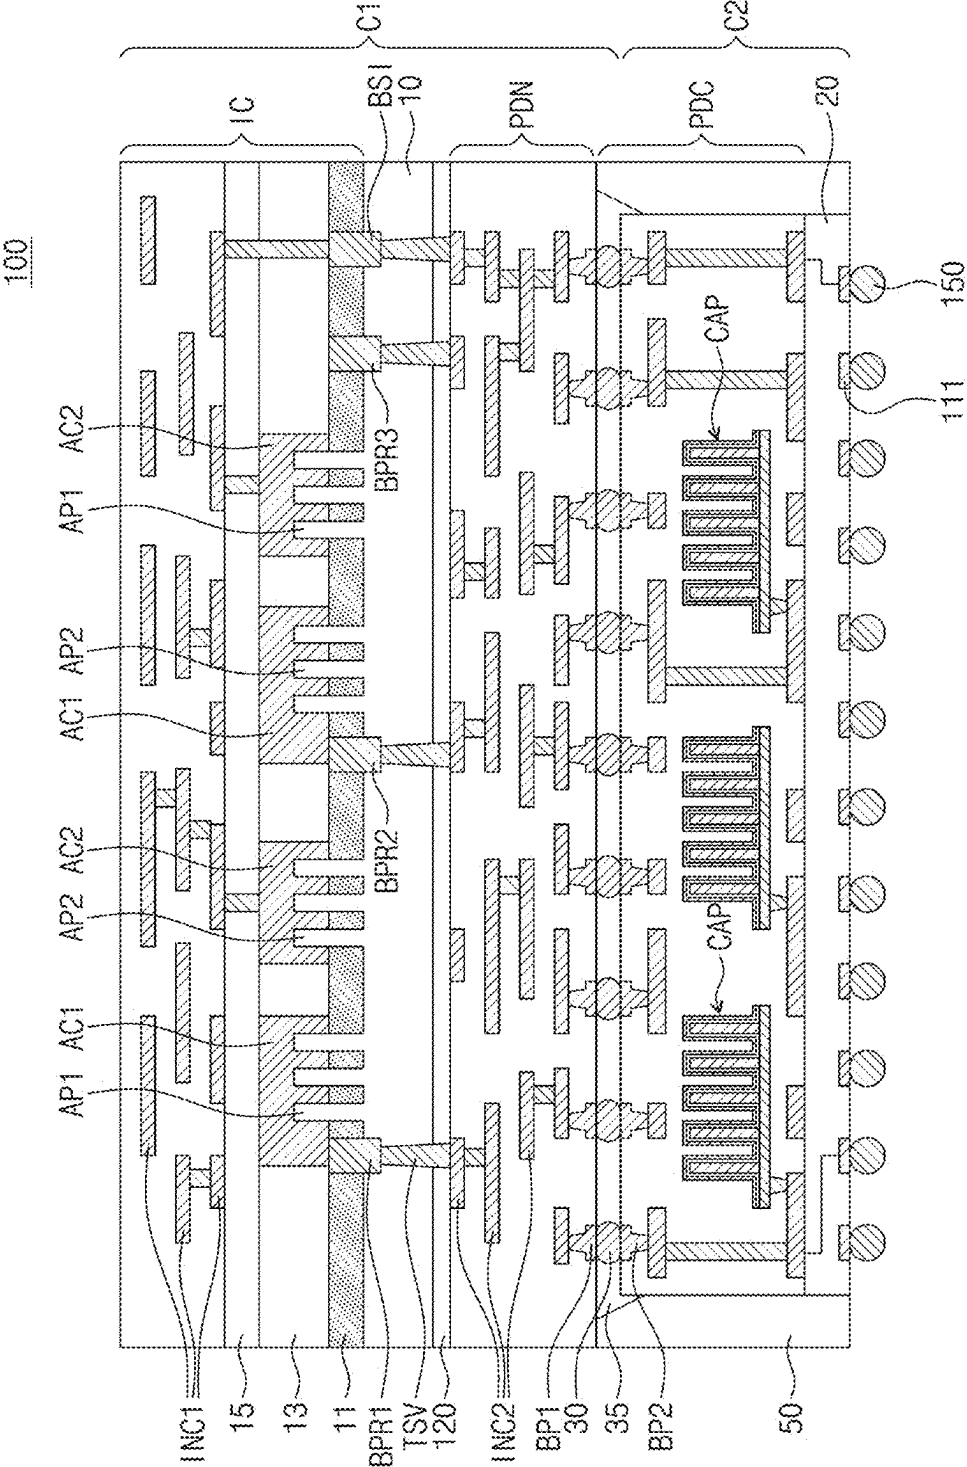 100
AP1
AC1
AP2
AC2
AC1
AP2
AP1
AC2
IC
C1
INC1
15
13
11
BPR1
TSV
120
BPR2
BPR3
BSI
10
INC2
PDN
BP1
30
35
BP2
CAP
CAP
PDC
C2
50
20
111
150